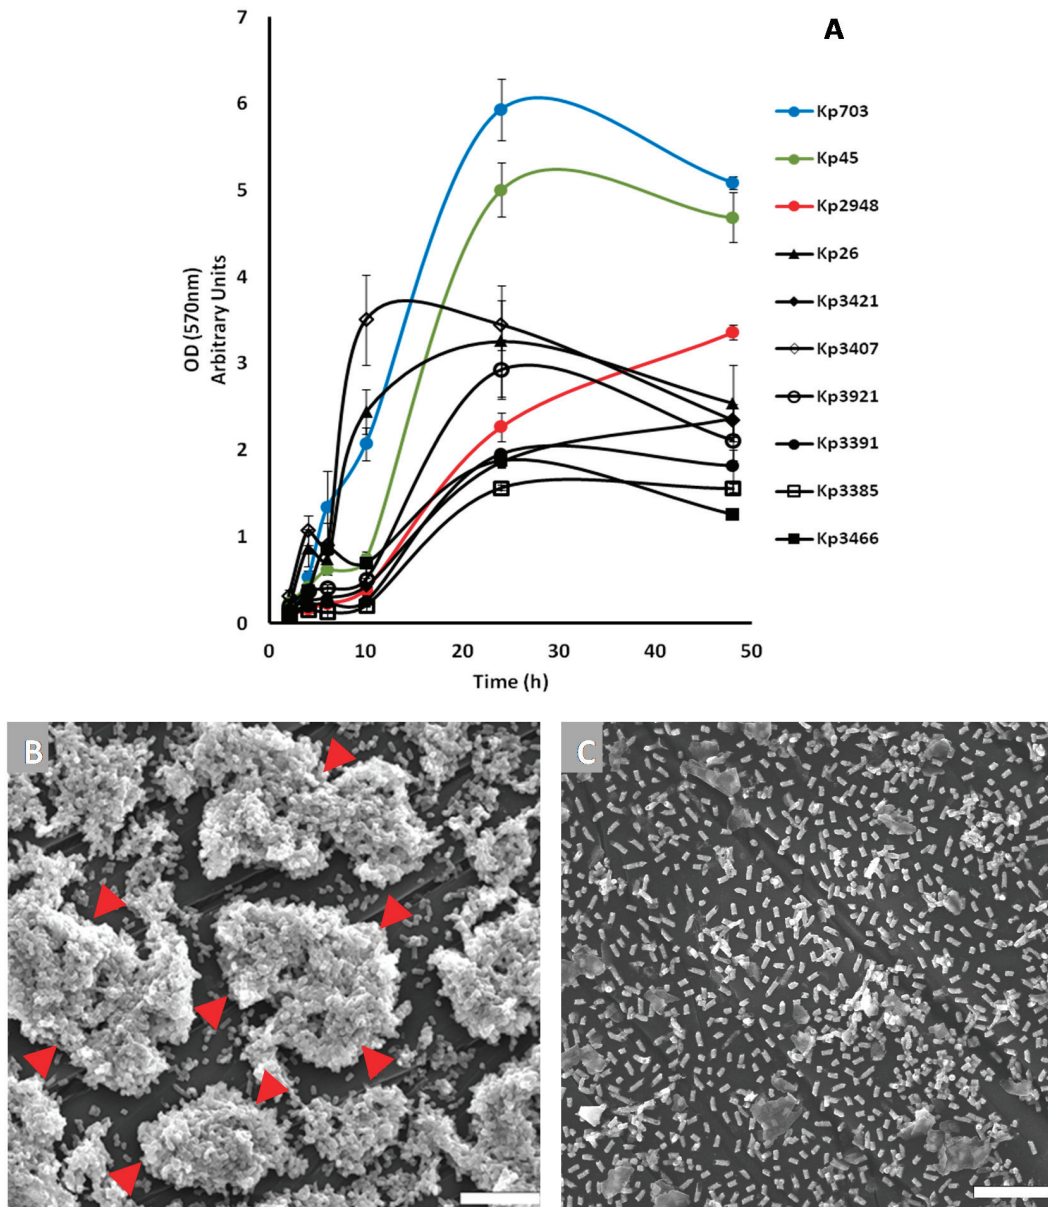 A
7
6
5
4
3
2
1
0
OD (570nm)
Arbitrary Units
0 10 20 30 40 50
Time (h)
Kp703
Kp45
Kp2948
Kp26
Kp3421
Kp3407
Kp3921
Kp3391
Kp3385
Kp3466
B
C